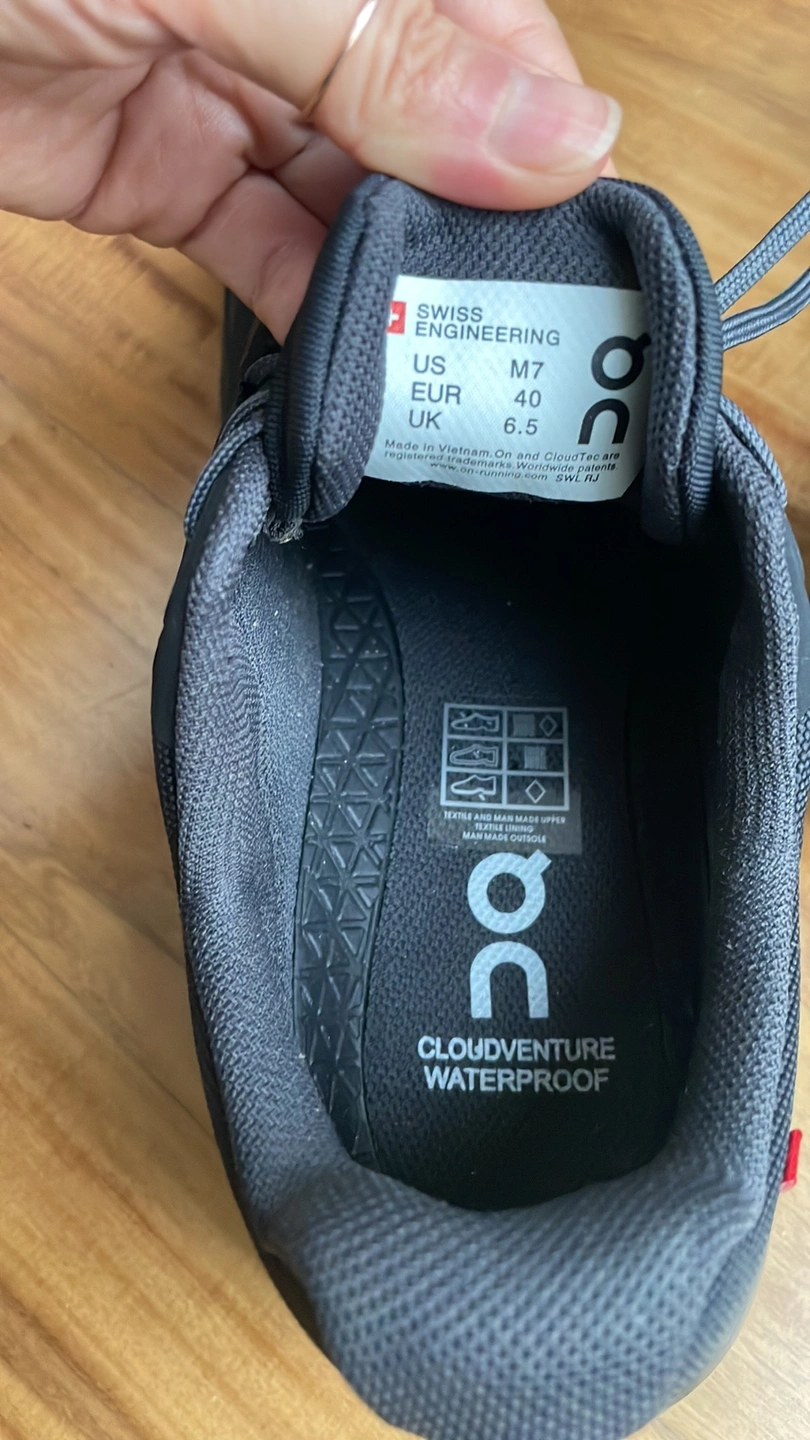 SWISS
ENGINEERING
US M7
EUR 40
UK 6.5
On
Made in Vietnam.On and CloudTec are
registered trademarks.Worldwide patents.
www.on-running.com SWL RJ
TEXTILE AND MAN MADE UPPER
TEXTILE LINING
MAN MADE OUTSOLE
On
CLOUDVENTURE
WATERPROOF